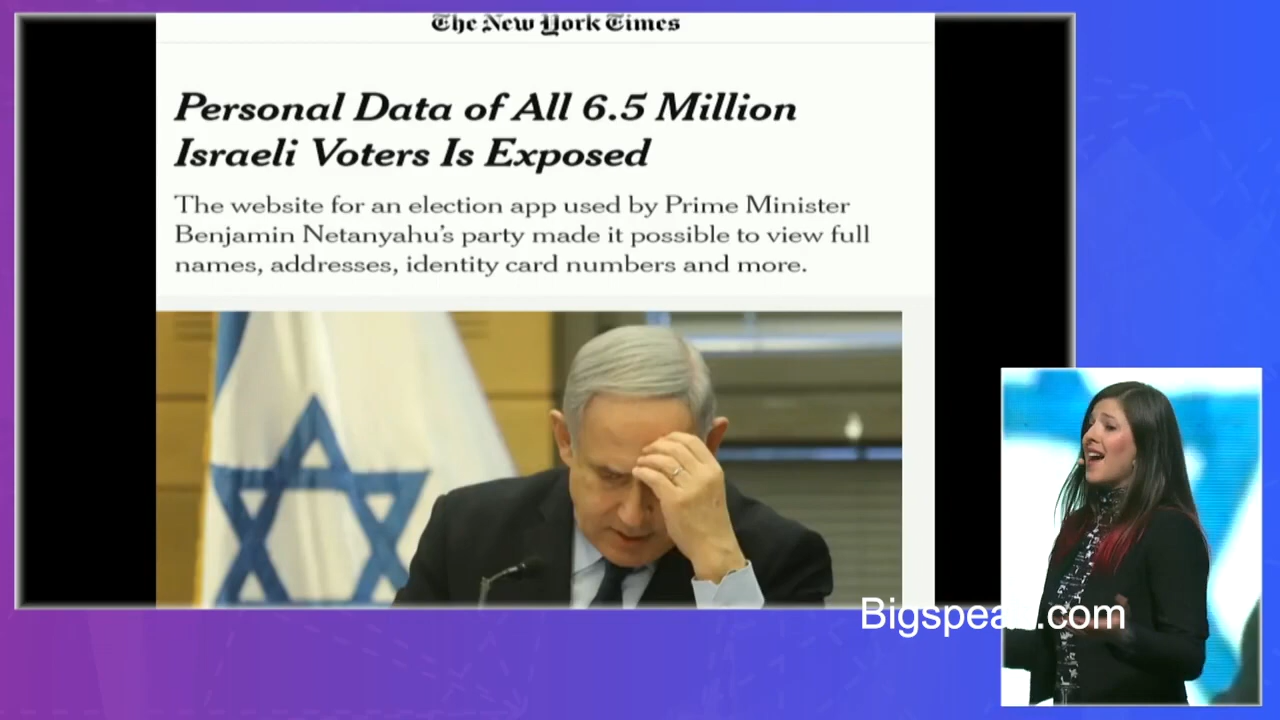 The New York Times
Personal Data of All 6.5 Million
Israeli Voters Is Exposed
The website for an election app used by Prime Minister
Benjamin Netanyahu's party made it possible to view full
names, addresses, identity card numbers and more.
Bigspeak.com